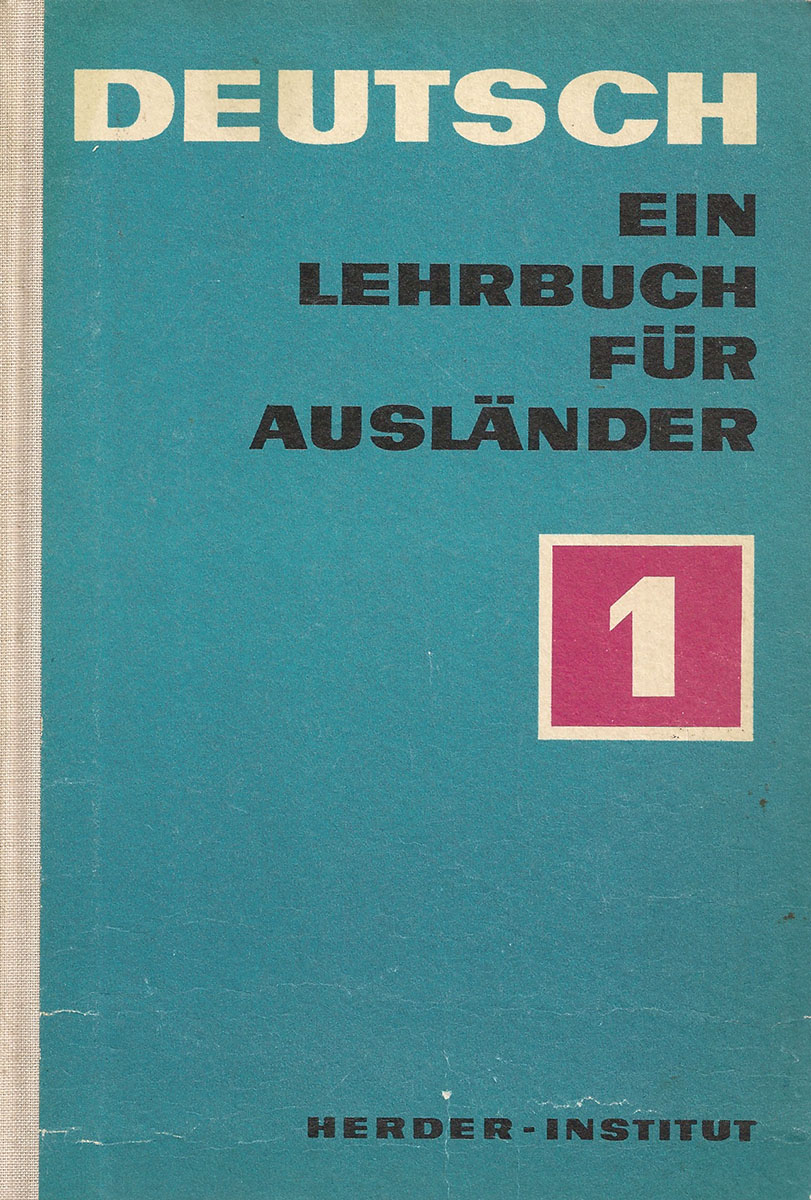 DEUTSCH
EIN
LEHRBUCH
FÜR
AUSLÄNDER
1
HERDER-INSTITUT